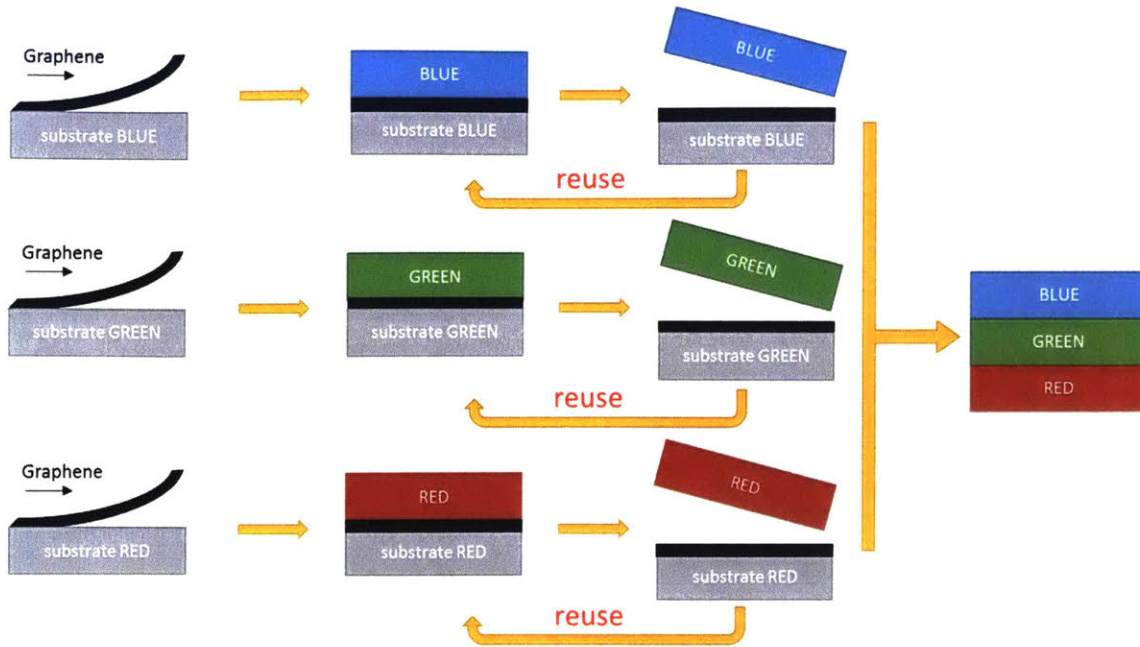 Graphene
substrate BLUE
BLUE
substrate BLUE
BLUE
substrate BLUE
reuse
Graphene
substrate GREEN
GREEN
substrate GREEN
GREEN
substrate GREEN
reuse
BLUE
GREEN
RED
Graphene
substrate RED
RED
substrate RED
RED
substrate RED
reuse